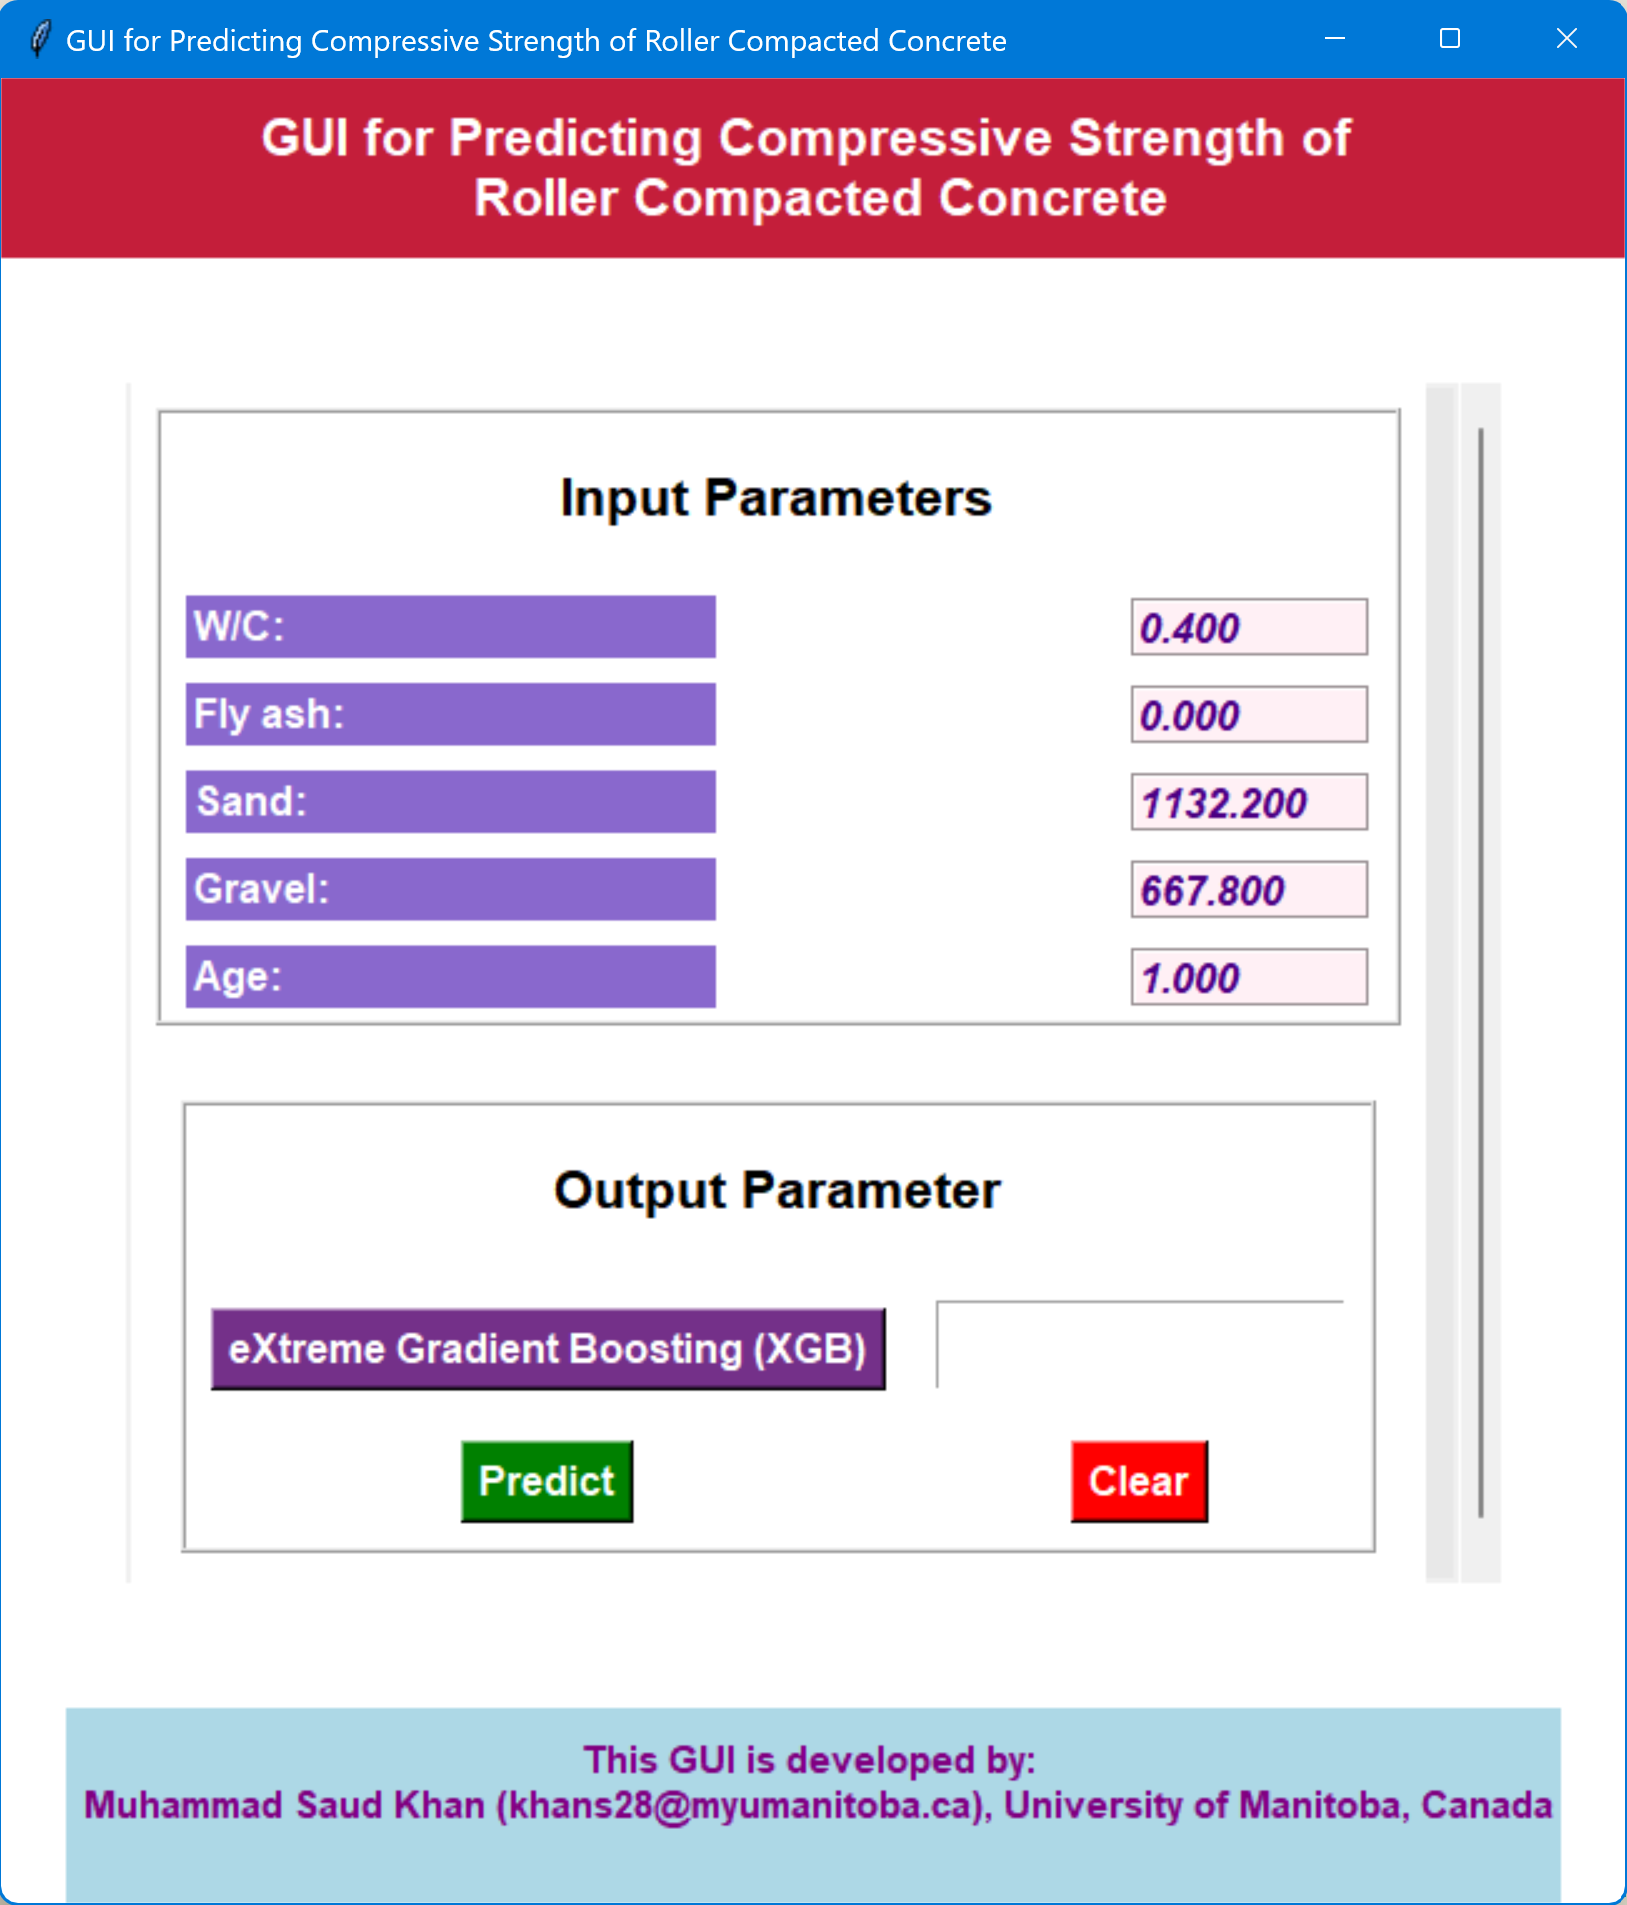 GUI for Predicting Compressive Strength of Roller Compacted Concrete
GUI for Predicting Compressive Strength of
Roller Compacted Concrete
Input Parameters
W/C: 0.400
Fly ash: 0.000
Sand: 1132.200
Gravel: 667.800
Age: 1.000
Output Parameter
eXtreme Gradient Boosting (XGB)
Predict Clear
This GUI is developed by:
Muhammad Saud Khan (khans28@myumanitoba.ca), University of Manitoba, Canada